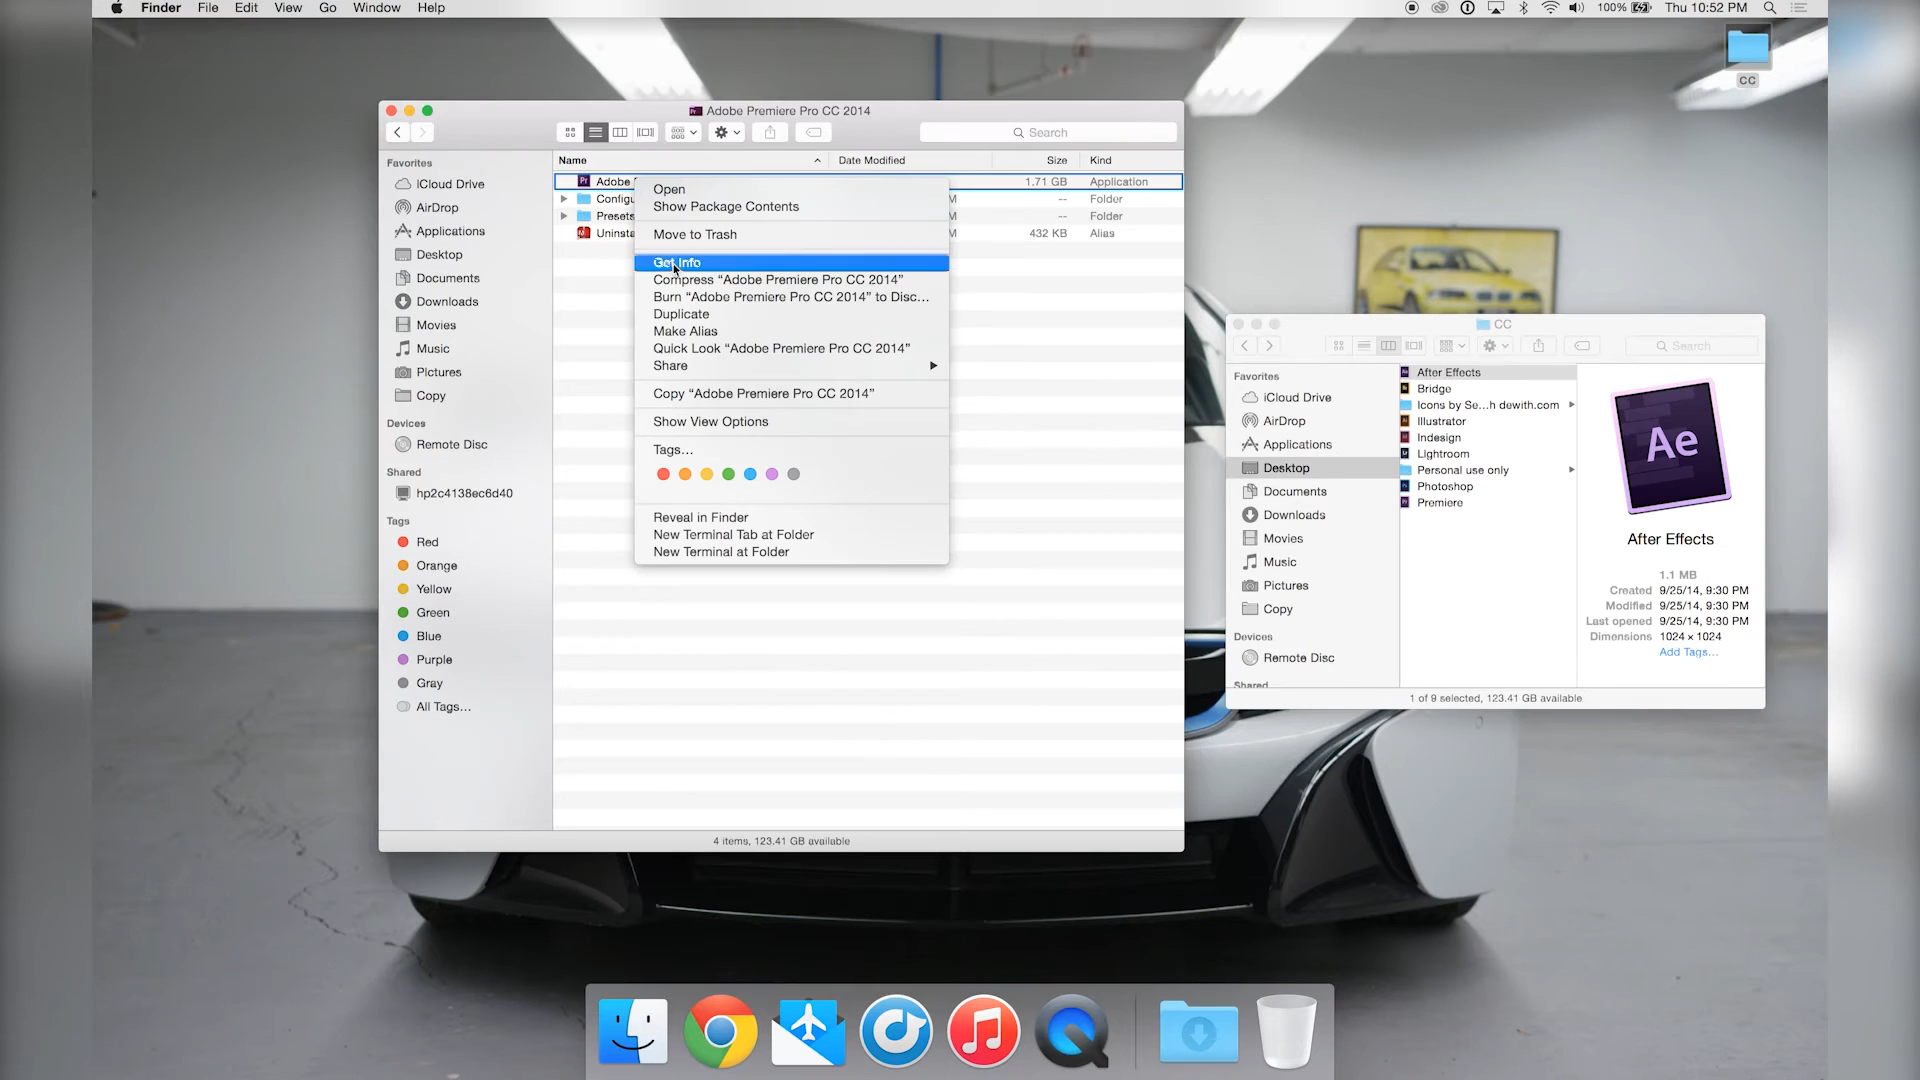 Finder File Edit View Go Window Help
100% Thu 10:52 PM
CC
Adobe Premiere Pro CC 2014
Search
Favorites
iCloud Drive
AirDrop
Applications
Desktop
Documents
Downloads
Movies
Music
Pictures
Copy
Devices
Remote Disc
Shared
hp2c4138ec6d40
Tags
Red
Orange
Yellow
Green
Blue
Purple
Gray
All Tags…
Name Date Modified Size Kind
Adobe 1.71 GB Application
Configu M -- Folder
Presets M -- Folder
Uninsta M 432 KB Alias
Open
Show Package Contents
Move to Trash
Get Info
Compress “Adobe Premiere Pro CC 2014”
Burn “Adobe Premiere Pro CC 2014” to Disc…
Duplicate
Make Alias
Quick Look “Adobe Premiere Pro CC 2014”
Share
Copy “Adobe Premiere Pro CC 2014”
Show View Options
Tags…
Reveal in Finder
New Terminal Tab at Folder
New Terminal at Folder
4 items, 123.41 GB available
CC
Search
Favorites
iCloud Drive
AirDrop
Applications
Desktop
Documents
Downloads
Movies
Music
Pictures
Copy
Devices
Remote Disc
Shared
After Effects
Bridge
Icons by Se…h dewith.com
Illustrator
Indesign
Lightroom
Personal use only
Photoshop
Premiere
Ae
After Effects
1.1 MB
Created 9/25/14, 9:30 PM
Modified 9/25/14, 9:30 PM
Last opened 9/25/14, 9:30 PM
Dimensions 1024 × 1024
Add Tags…
1 of 9 selected, 123.41 GB available